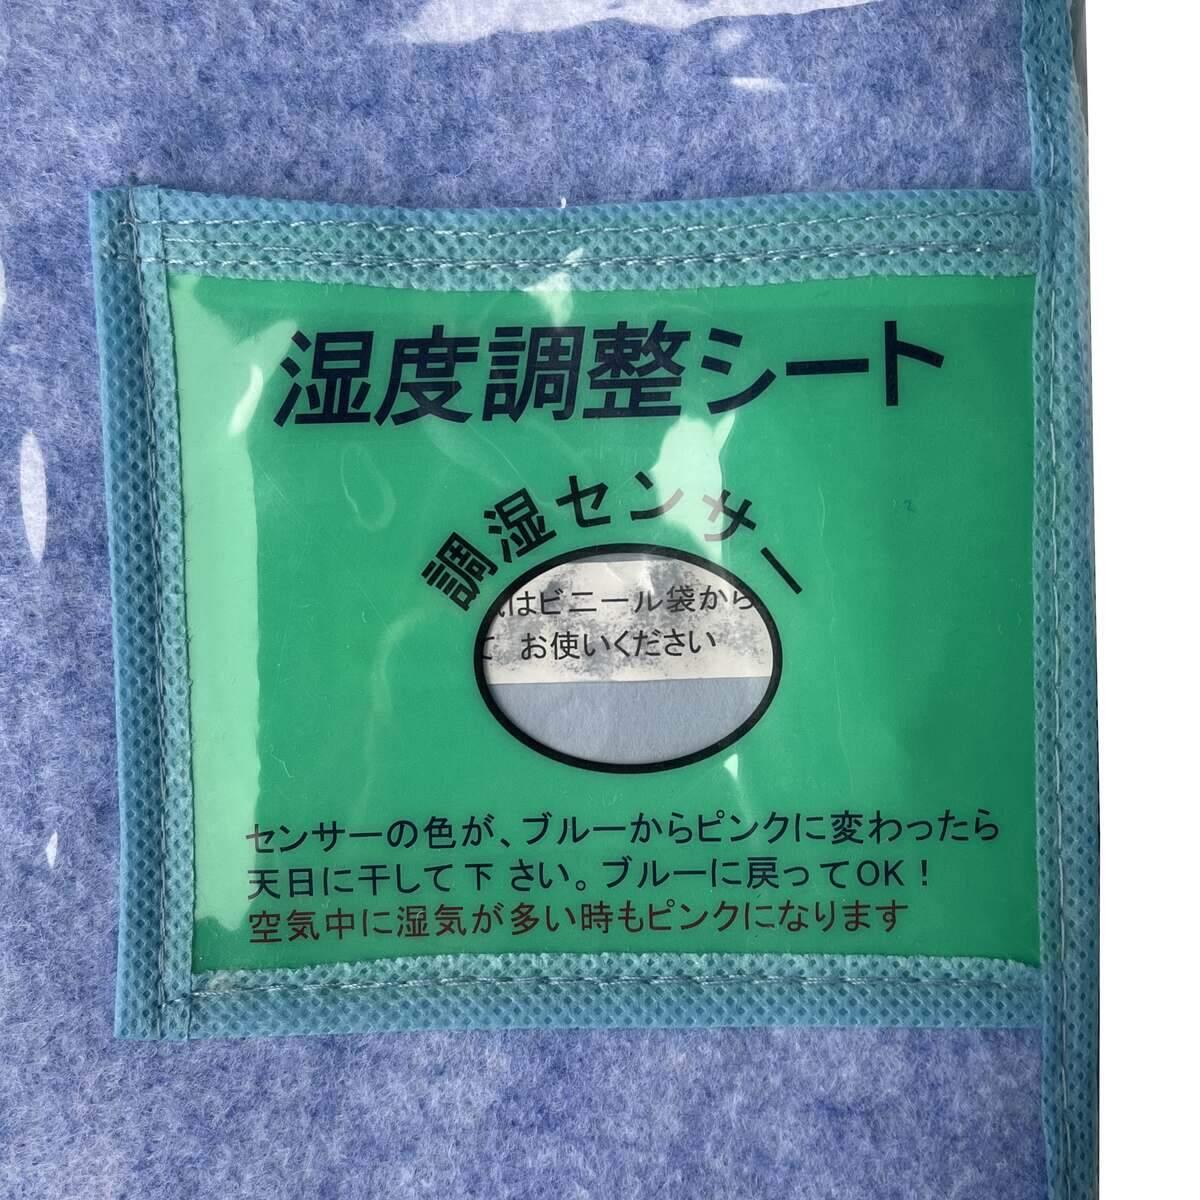 湿度調整シート
調湿センサー
はビニール袋から
て お使いください
センサーの色が、ブルーからピンクに変わったら
天日に干して下さい。ブルーに戻ってOK!
空気中に湿気が多い時もピンクになります